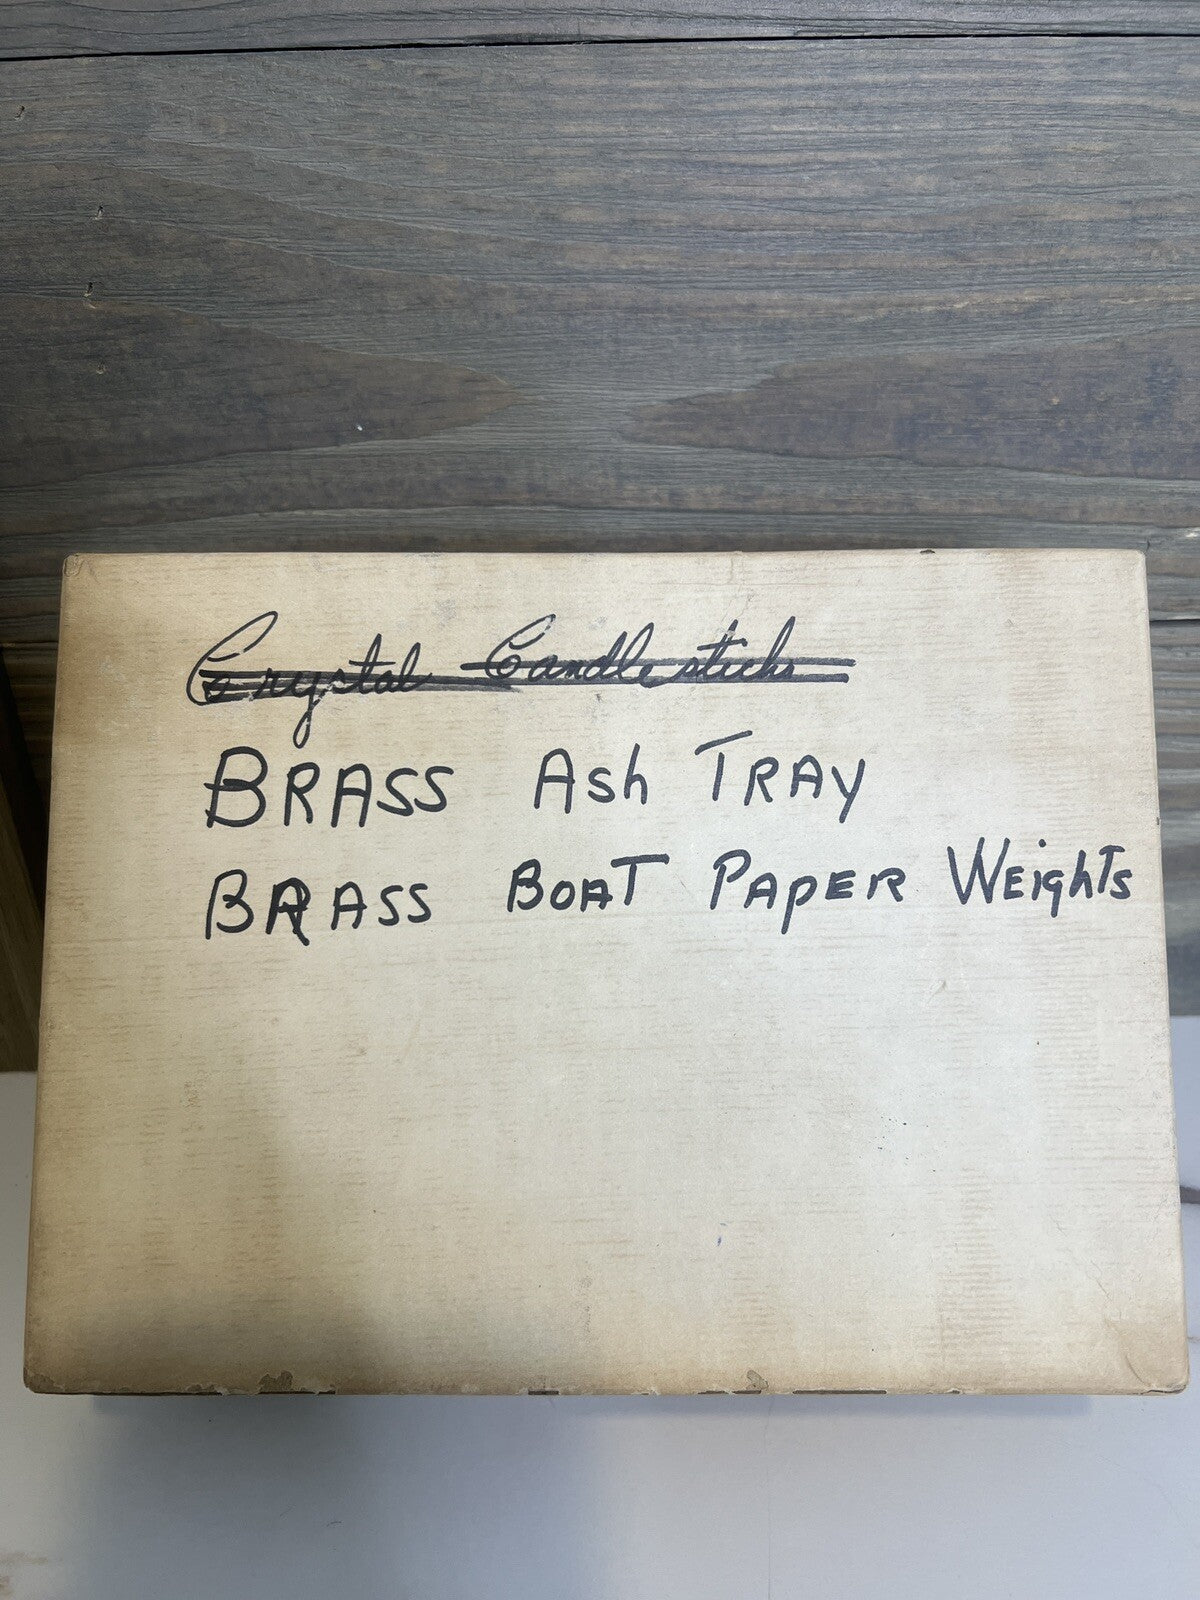 Crystal Candlesticks
BRASS Ash TRAY
BRASS BOAT PAPER WEighTs